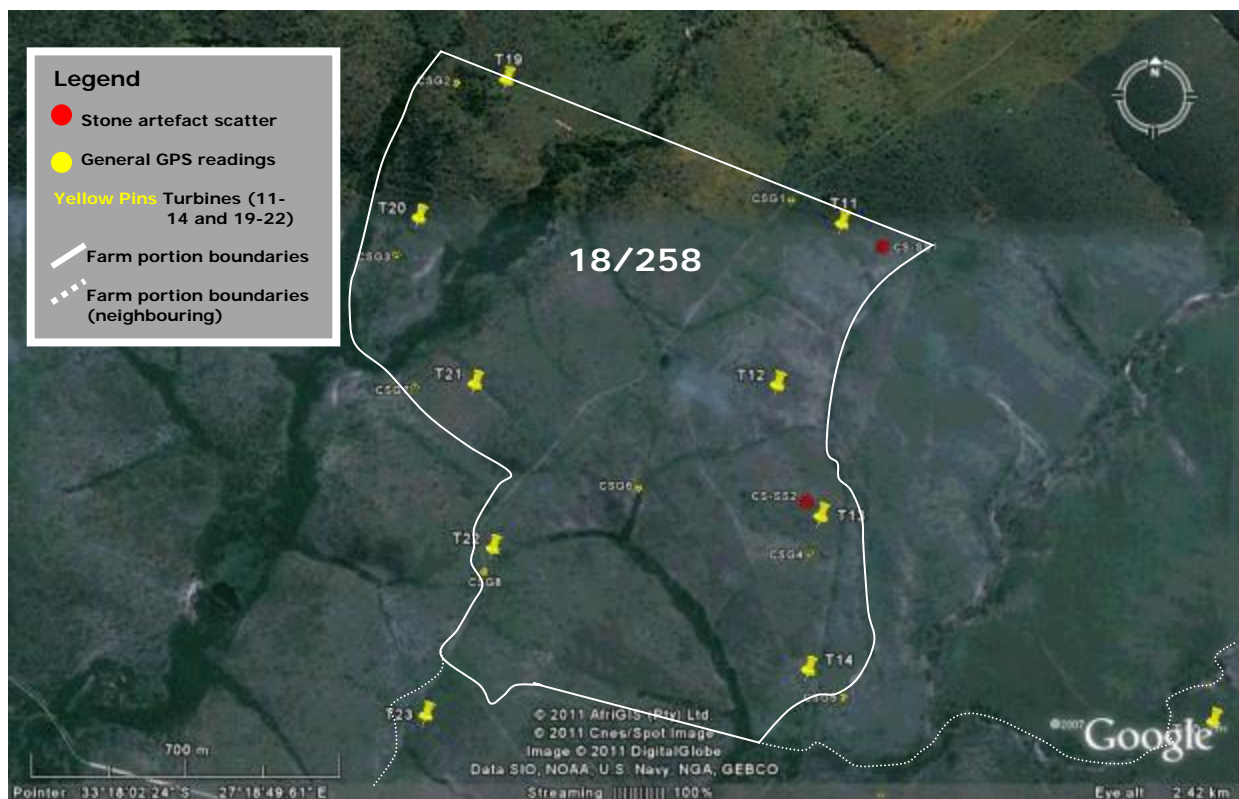 Legend
Stone artefact scatter
General GPS readings
Yellow Pins Turbines (11-
14 and 19-22)
Farm portion boundaries
Farm portion boundaries
(neighbouring)
N
T19
CSG2
T20
CSG1
T11
18/258
CSG3
T21
T12
CSG6
CS-SS2
T13
T22
CSG4
CSG8
T14
T23
700 m
© 2011 AfriGIS (Pty) Ltd.
© 2011 Cnes/Spot Image
Image © 2011 DigitalGlobe
Data SIO, NOAA, U.S. Navy, NGA, GEBCO
©2007 Google™
Pointer 33°18'02.24" S 27°18'49.61" E
Streaming 100%
Eye alt 2.42 km